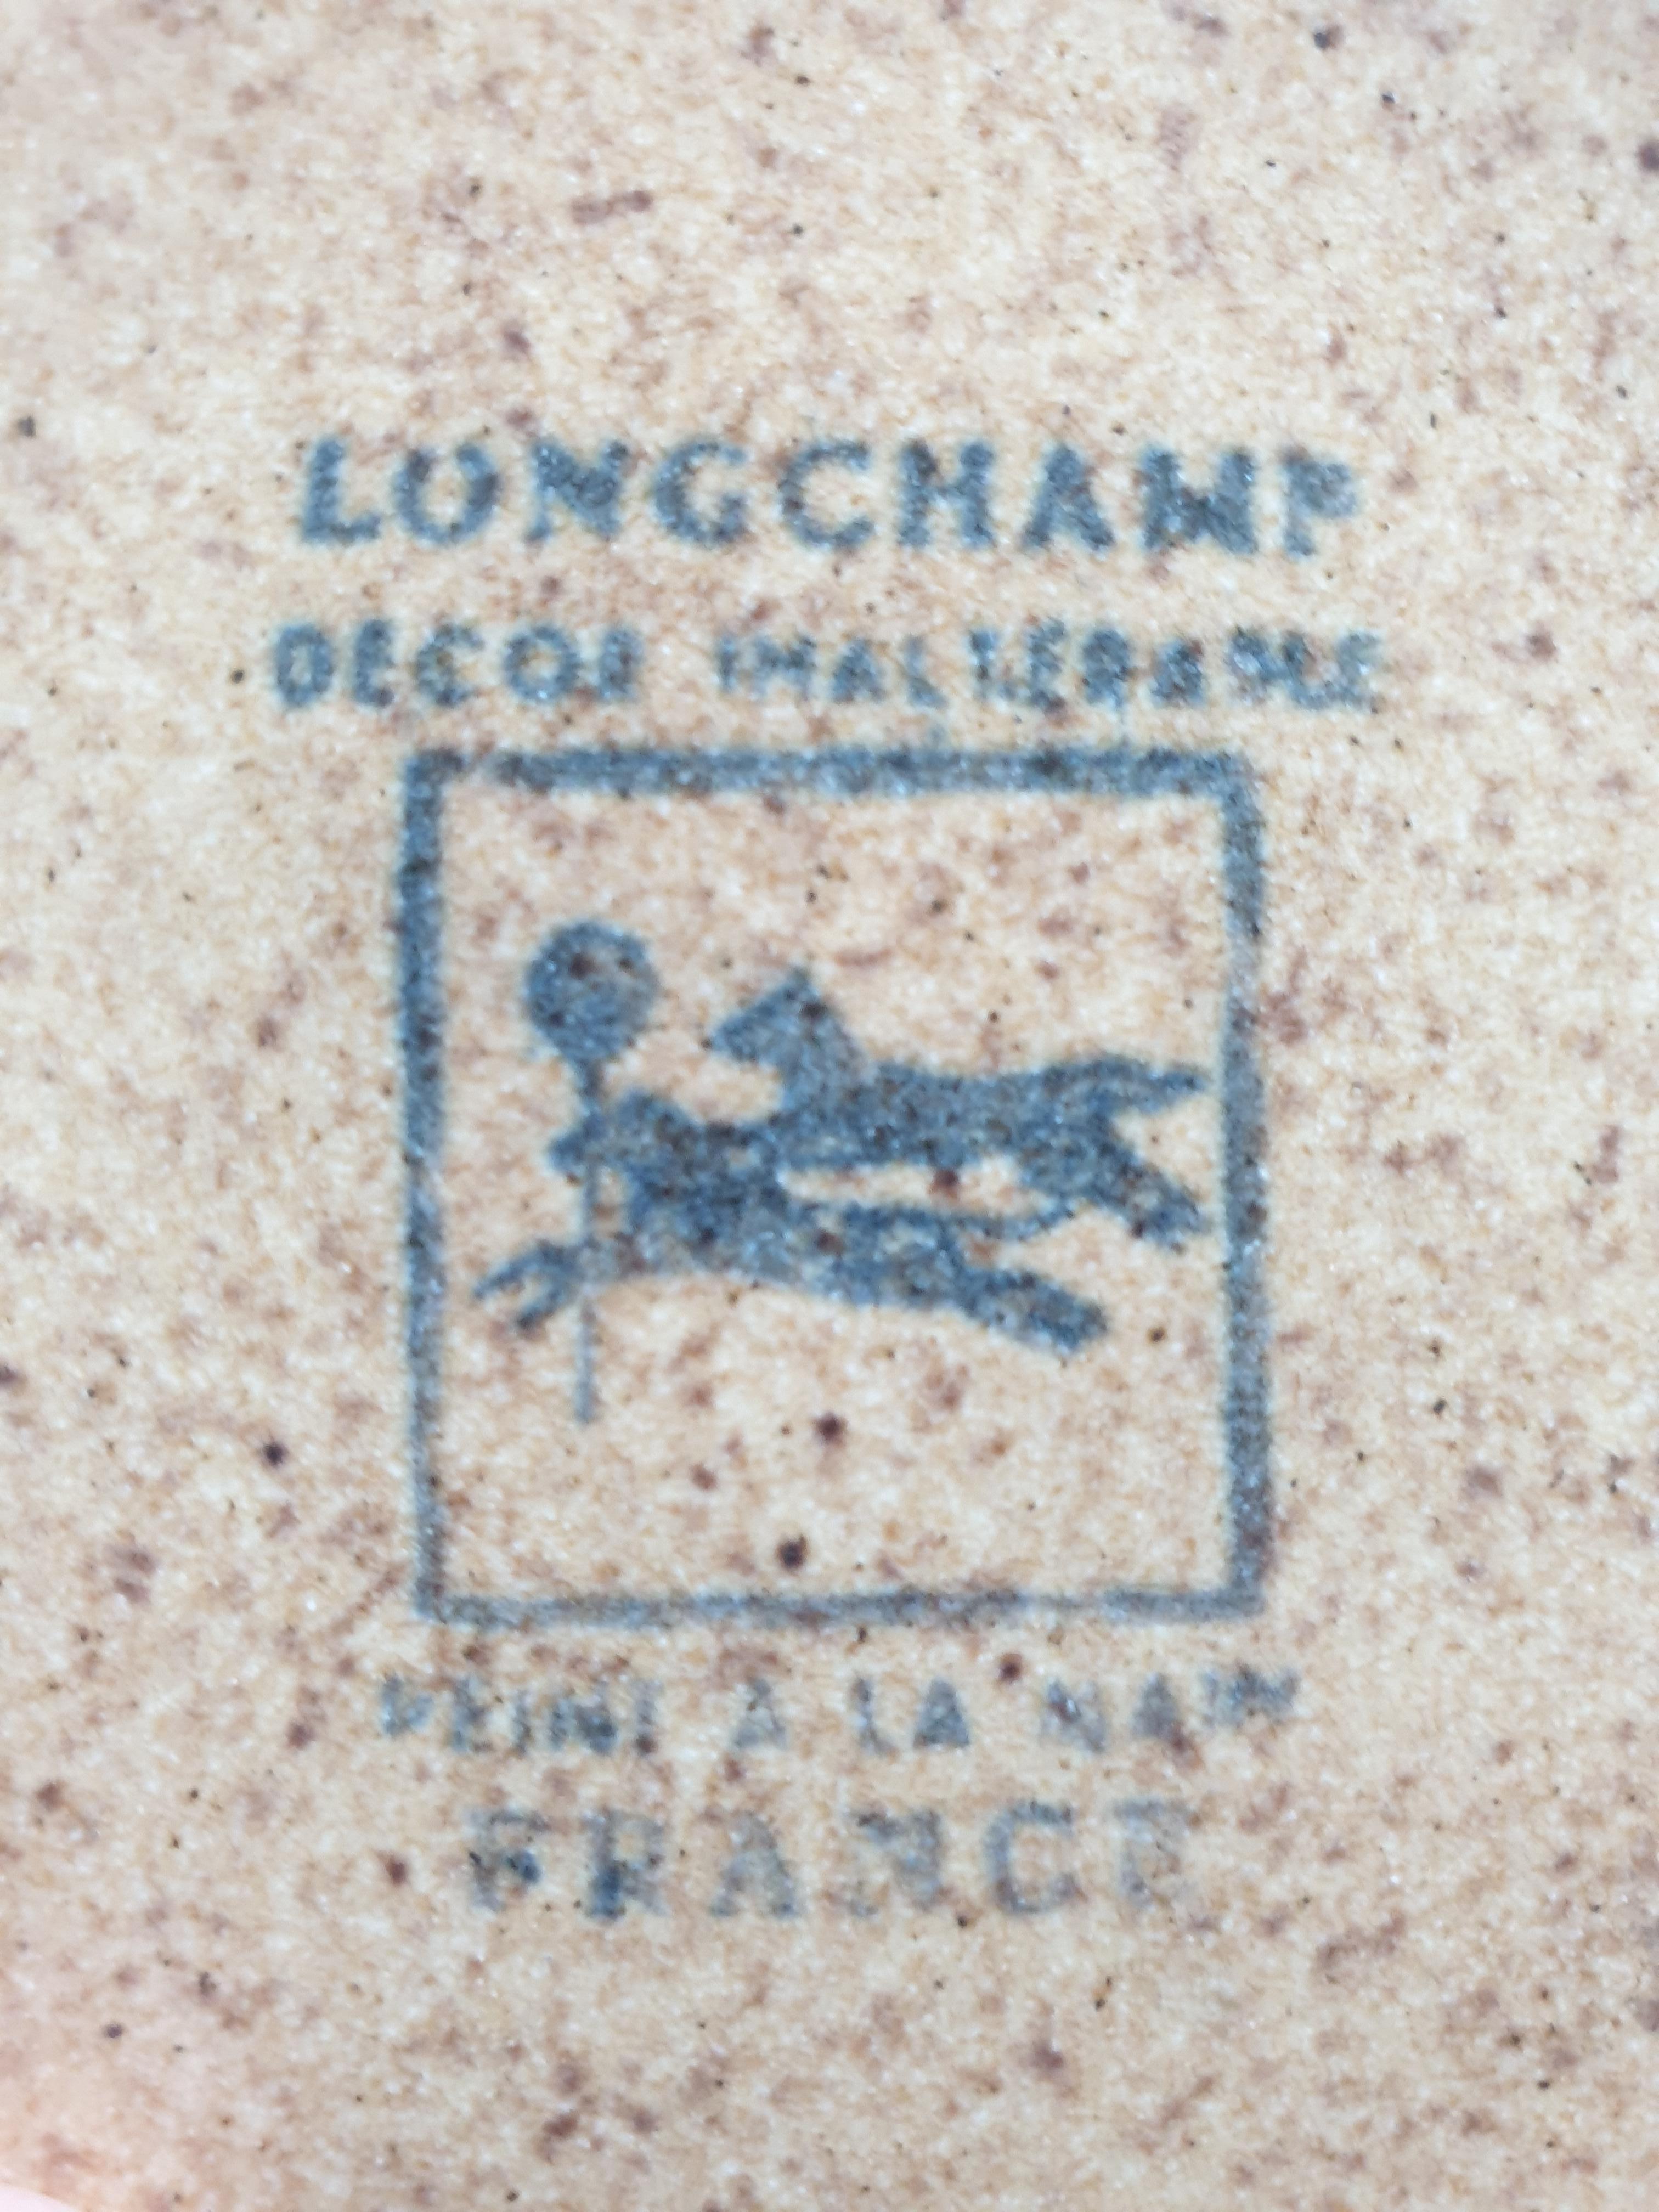 LONGCHAMP
DECOR INALTERABLE
PEINT A LA MAIN
FRANCE